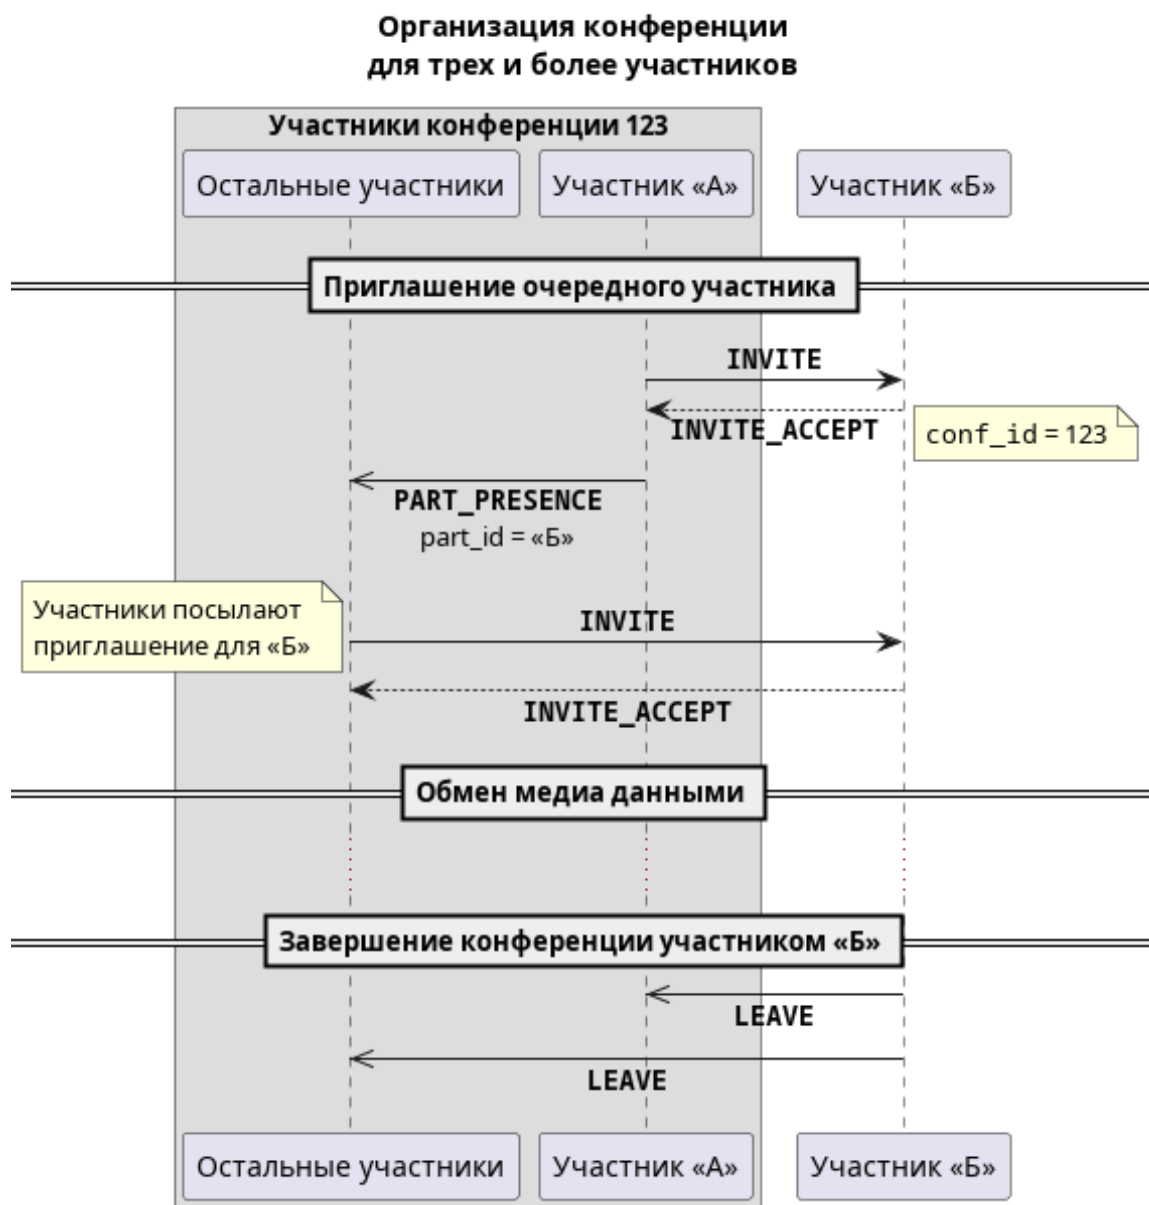 Организация конференции
для трех и более участников
Участники конференции 123
Остальные участники
Участник «А»
Участник «Б»
Приглашение очередного участника
INVITE
INVITE_ACCEPT
conf_id = 123
PART_PRESENCE
part_id = «Б»
Участники посылают
приглашение для «Б»
INVITE
INVITE_ACCEPT
Обмен медиа данными
Завершение конференции участником «Б»
LEAVE
LEAVE
Остальные участники
Участник «А»
Участник «Б»